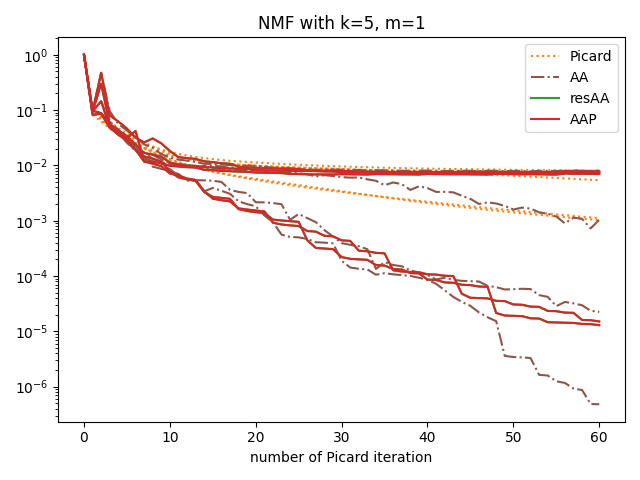 NMF with k=5, m=1
10⁰
10⁻¹
10⁻²
10⁻³
10⁻⁴
10⁻⁵
10⁻⁶
Picard
AA
resAA
AAP
0 10 20 30 40 50 60
number of Picard iteration